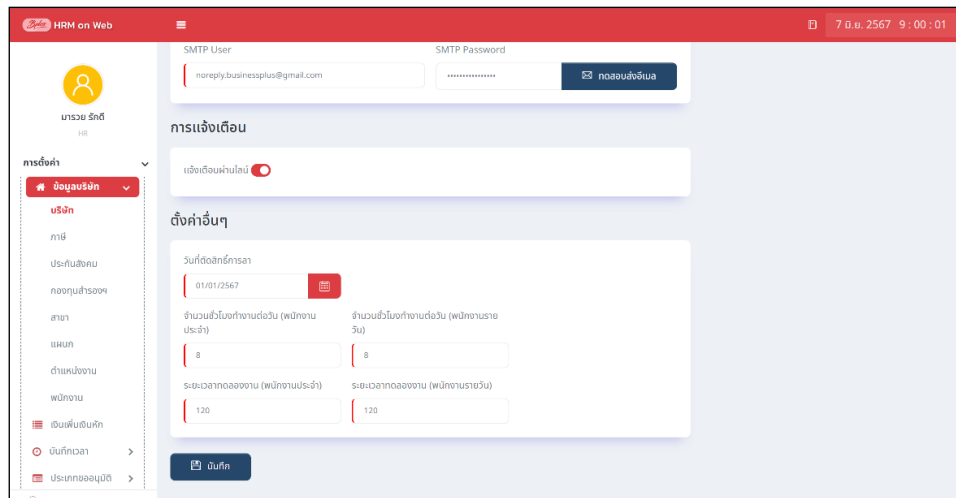 Bplus HRM on Web
7 มิ.ย. 2567 9 : 00 : 01
มารวย รักดี
HR
การตั้งค่า
ข้อมูลบริษัท
บริษัท
ภาษี
ประกันสังคม
กองทุนสำรองฯ
สาขา
แผนก
ตำแหน่งงาน
พนักงาน
เงินเพิ่มเงินหัก
บันทึกเวลา
ประเภทขออนุมัติ
SMTP User
SMTP Password
noreply.businessplus@gmail.com
ทดสอบส่งอีเมล
การแจ้งเตือน
แจ้งเตือนผ่านไลน์
ตั้งค่าอื่นๆ
วันที่ตัดสิทธิ์การลา
01/01/2567
จำนวนชั่วโมงทำงานต่อวัน (พนักงาน
ประจำ)
จำนวนชั่วโมงทำงานต่อวัน (พนักงานราย
วัน)
8
8
ระยะเวลาทดลองงาน (พนักงานประจำ)
ระยะเวลาทดลองงาน (พนักงานรายวัน)
120
120
บันทึก